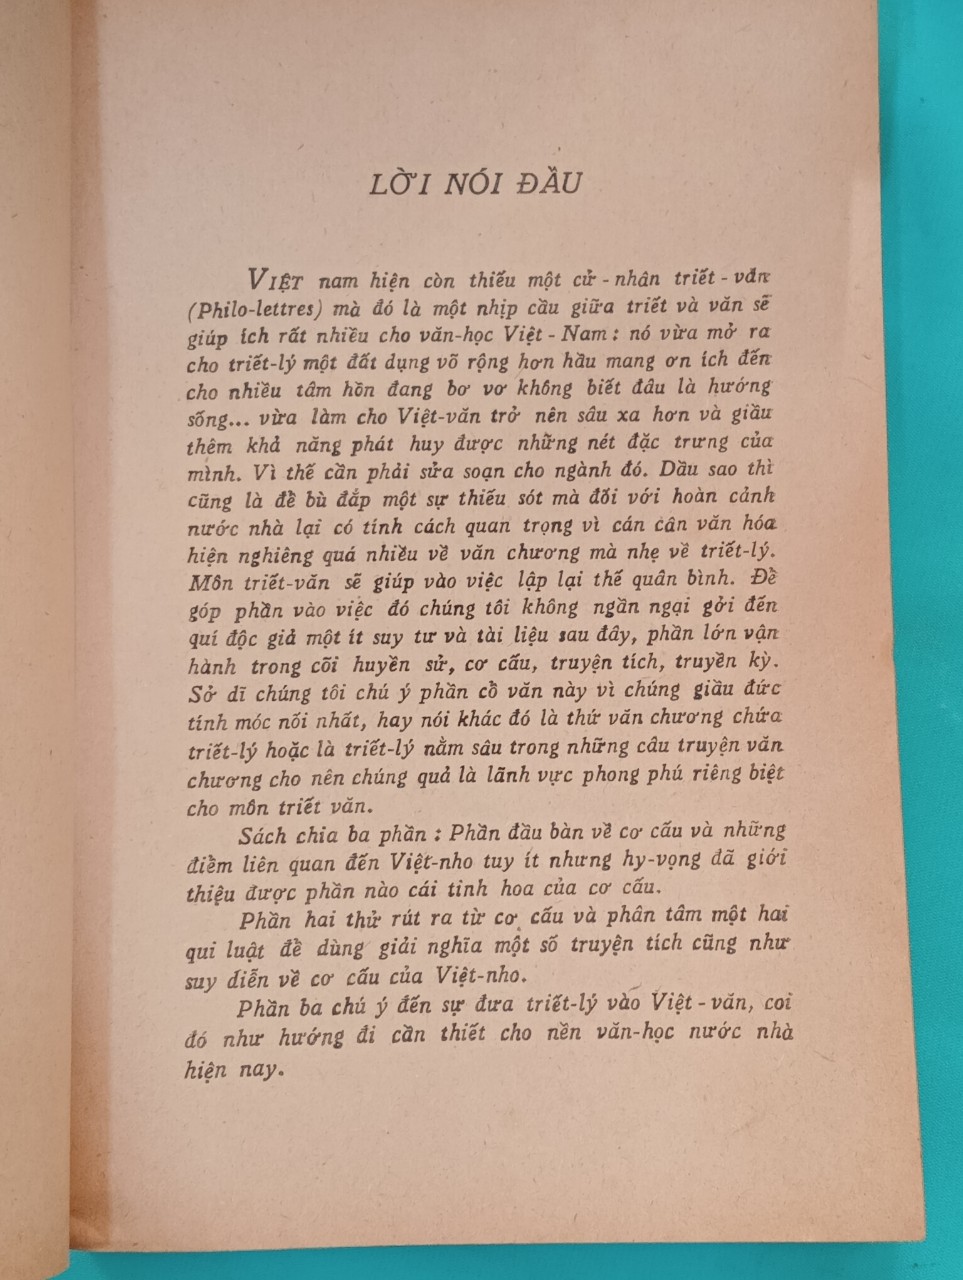 LỜI NÓI ĐẦU
VIỆT nam hiện còn thiếu một cử - nhân triết - văn
(Philo-lettres) mà đó là một nhịp cầu giữa triết và văn sẽ
giúp ích rất nhiều cho văn-học Việt - Nam : nó vừa mở ra
cho triết-lý một đất dụng võ rộng hơn hầu mang ơn ích đến
cho nhiều tâm hồn đang bơ vơ không biết đâu là hướng
sống... vừa làm cho Việt-văn trở nên sâu xa hơn và giầu
thêm khả năng phát huy được những nét đặc trưng của
mình. Vì thế cần phải sửa soạn cho ngành đó. Dầu sao thì
cũng là để bù đắp một sự thiếu sót mà đối với hoàn cảnh
nước nhà lại có tính cách quan trọng vì cán cân văn hóa
hiện nghiêng quá nhiều về văn chương mà nhẹ về triết-lý.
Môn triết-văn sẽ giúp vào việc lập lại thế quân bình. Để
góp phần vào việc đó chúng tôi không ngần ngại gởi đến
quí độc giả một ít suy tư và tài liệu sau đây, phần lớn vận
hành trong cõi huyền sử, cơ cấu, truyện tích, truyền kỳ.
Sở dĩ chúng tôi chú ý phần cổ văn này vì chúng giầu đức
tính móc nối nhất, hay nói khác đó là thứ văn chương chứa
triết-lý hoặc là triết-lý nằm sâu trong những câu truyện văn
chương cho nên chúng quả là lãnh vực phong phú riêng biệt
cho môn triết văn.
Sách chia ba phần : Phần đầu bàn về cơ cấu và những
điểm liên quan đến Việt-nho tuy ít nhưng hy-vọng đã giới
thiệu được phần nào cái tinh hoa của cơ cấu.
Phần hai thử rút ra từ cơ cấu và phân tâm một hai
qui luật để dùng giải nghĩa một số truyện tích cũng như
suy diễn về cơ cấu của Việt-nho.
Phần ba chú ý đến sự đưa triết-lý vào Việt - văn, coi
đó như hướng đi cần thiết cho nền văn-học nước nhà
hiện nay.